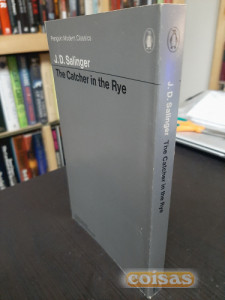 Penguin Modern Classics
J. D. Salinger
The Catcher in the Rye
J. D. Salinger The Catcher in the Rye
coisas